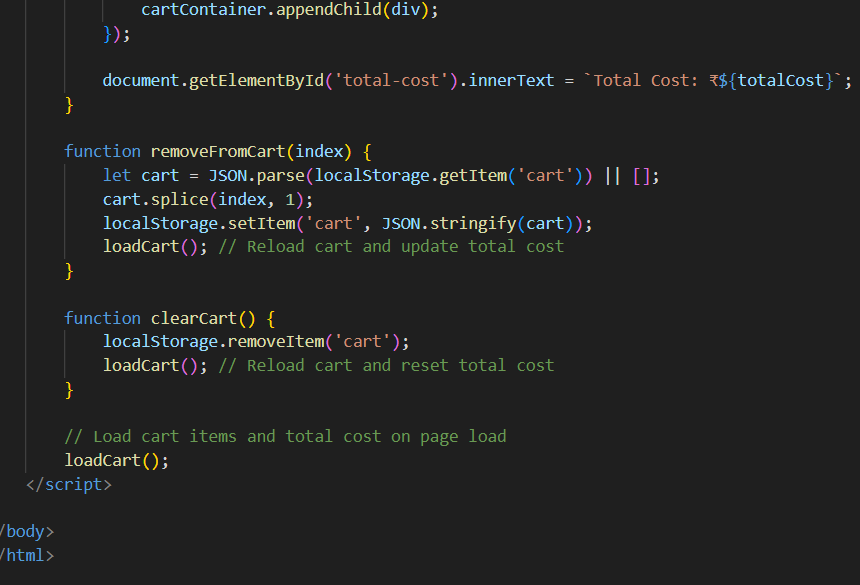 cartContainer.appendChild(div);
});
document.getElementById('total-cost').innerText = `Total Cost: ₹${totalCost}`;
}
function removeFromCart(index) {
let cart = JSON.parse(localStorage.getItem('cart')) || [];
cart.splice(index, 1);
localStorage.setItem('cart', JSON.stringify(cart));
loadCart(); // Reload cart and update total cost
}
function clearCart() {
localStorage.removeItem('cart');
loadCart(); // Reload cart and reset total cost
}
// Load cart items and total cost on page load
loadCart();
</script>
/body>
/html>